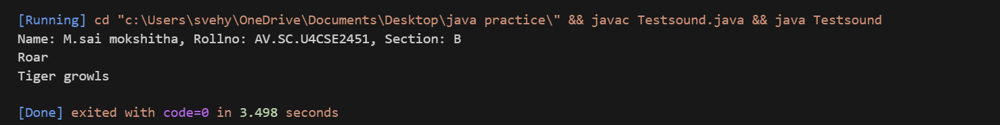 [Running] cd "c:\Users\svehy\OneDrive\Documents\Desktop\java practice\" && javac Testsound.java && java Testsound
Name: M.sai mokshitha, Rollno: AV.SC.U4CSE2451, Section: B
Roar
Tiger growls
[Done] exited with code=0 in 3.498 seconds